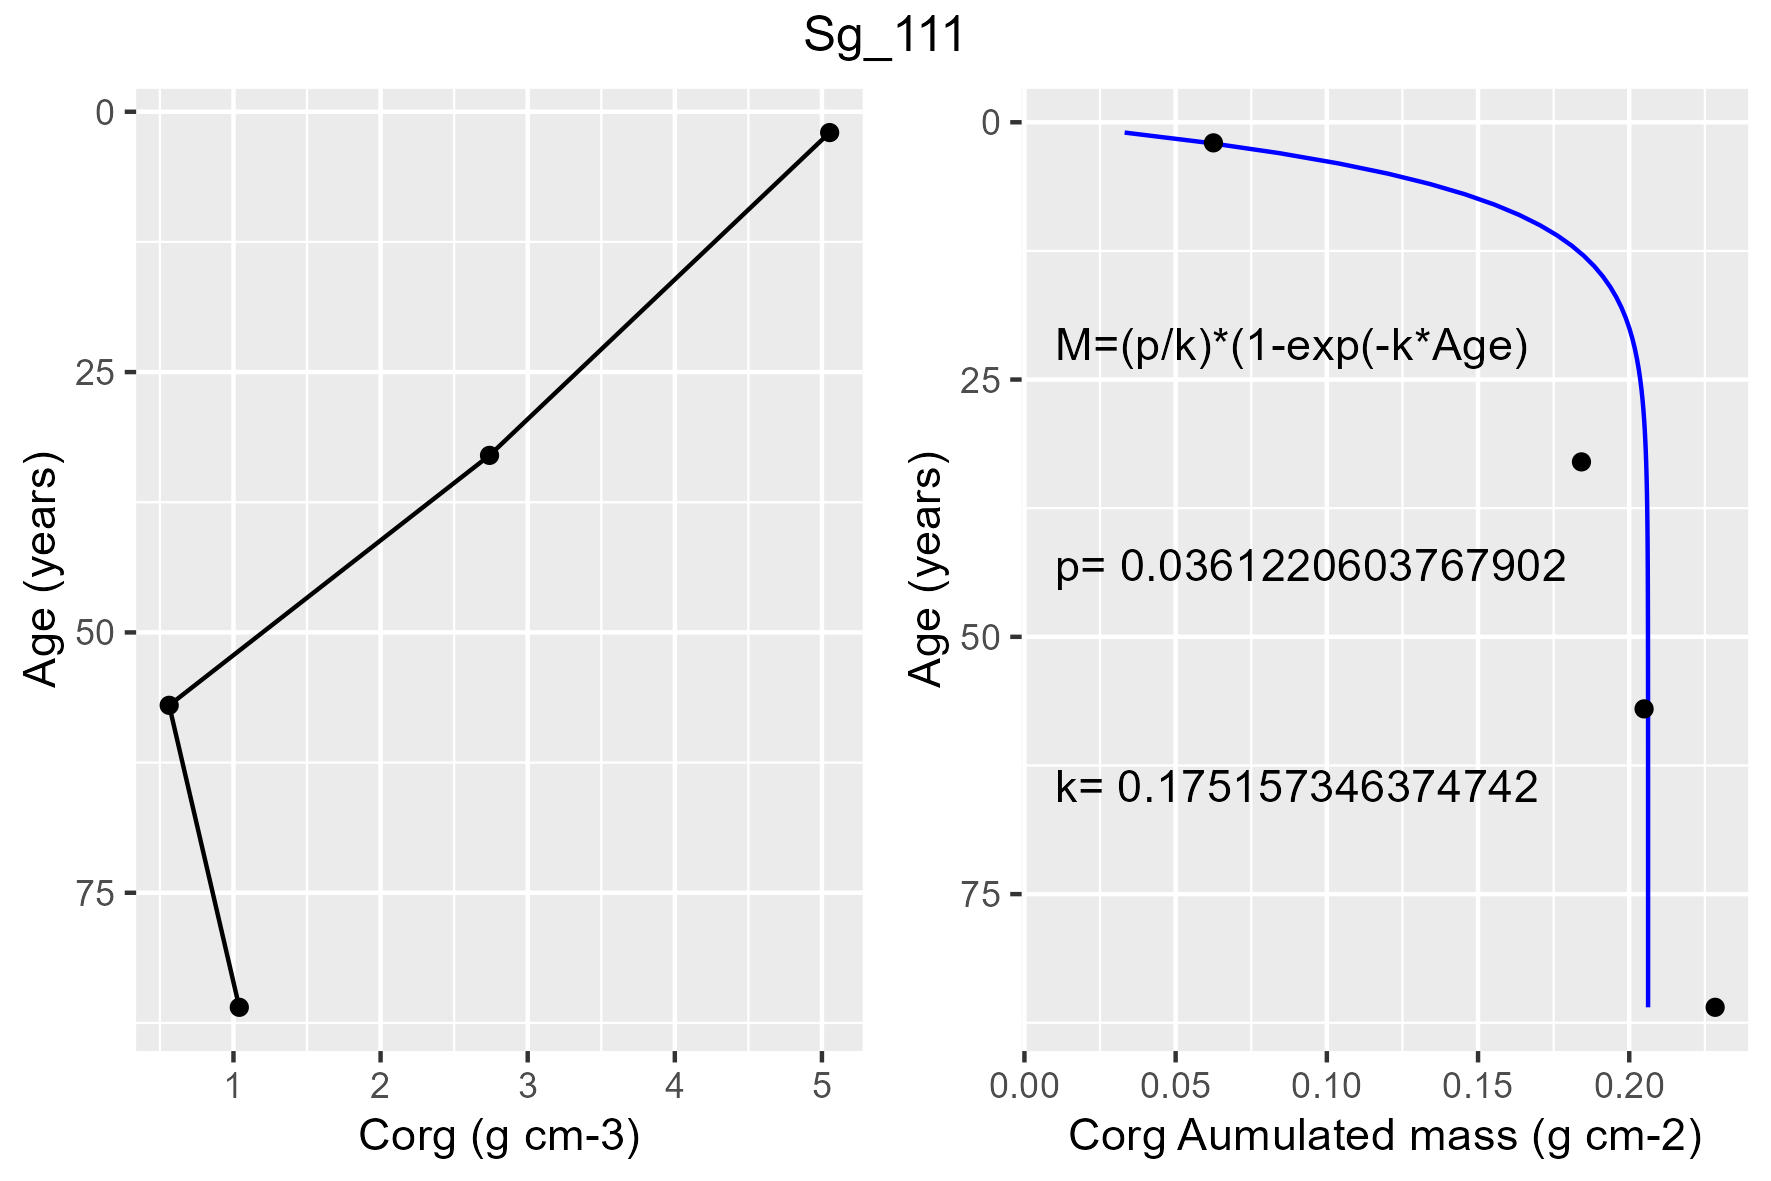 Sg_111
0
25
50
75
Age (years)
1
2
3
4
5
Corg (g cm-3)
0
25
50
75
Age (years)
M=(p/k)*(1-exp(-k*Age)
p= 0.0361220603767902
k= 0.175157346374742
0.00
0.05
0.10
0.15
0.20
Corg Aumulated mass (g cm-2)